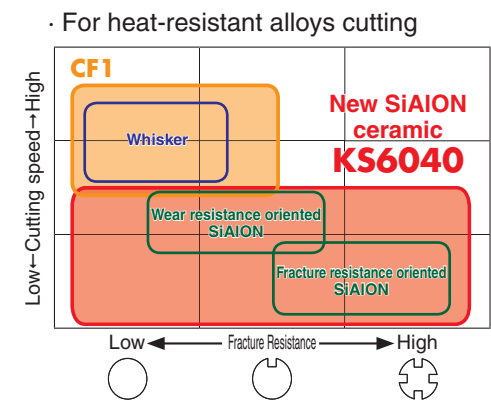 · For heat-resistant alloys cutting
CF1
New SiAlON
ceramic
KS6040
Whisker
Wear resistance oriented
SiAlON
Fracture resistance oriented
SiAlON
Low←Cutting speed→High
Low ← Fracture Resistance → High